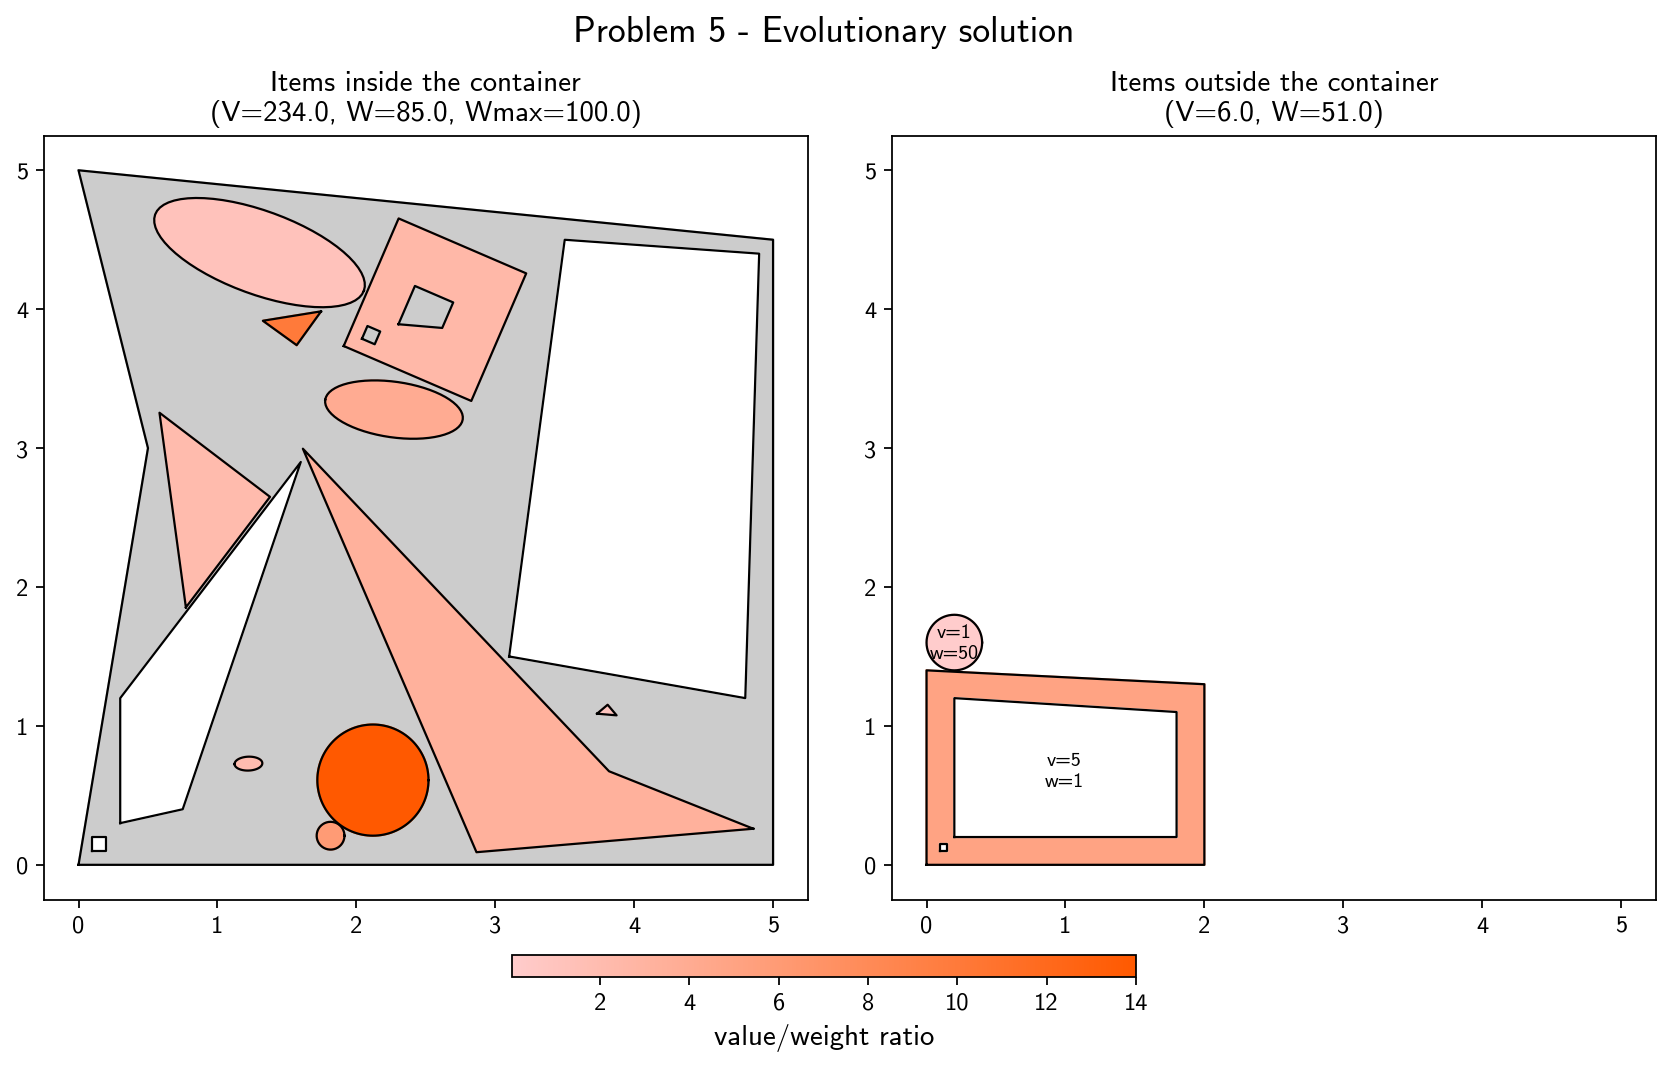 Problem 5 - Evolutionary solution
Items inside the container
(V=234.0, W=85.0, Wmax=100.0)
5
4
3
2
1
0
0 1 2 3 4 5
Items outside the container
(V=6.0, W=51.0)
5
4
3
2
1
0
v=1
w=50
v=5
w=1
0 1 2 3 4 5
2 4 6 8 10 12 14
value/weight ratio